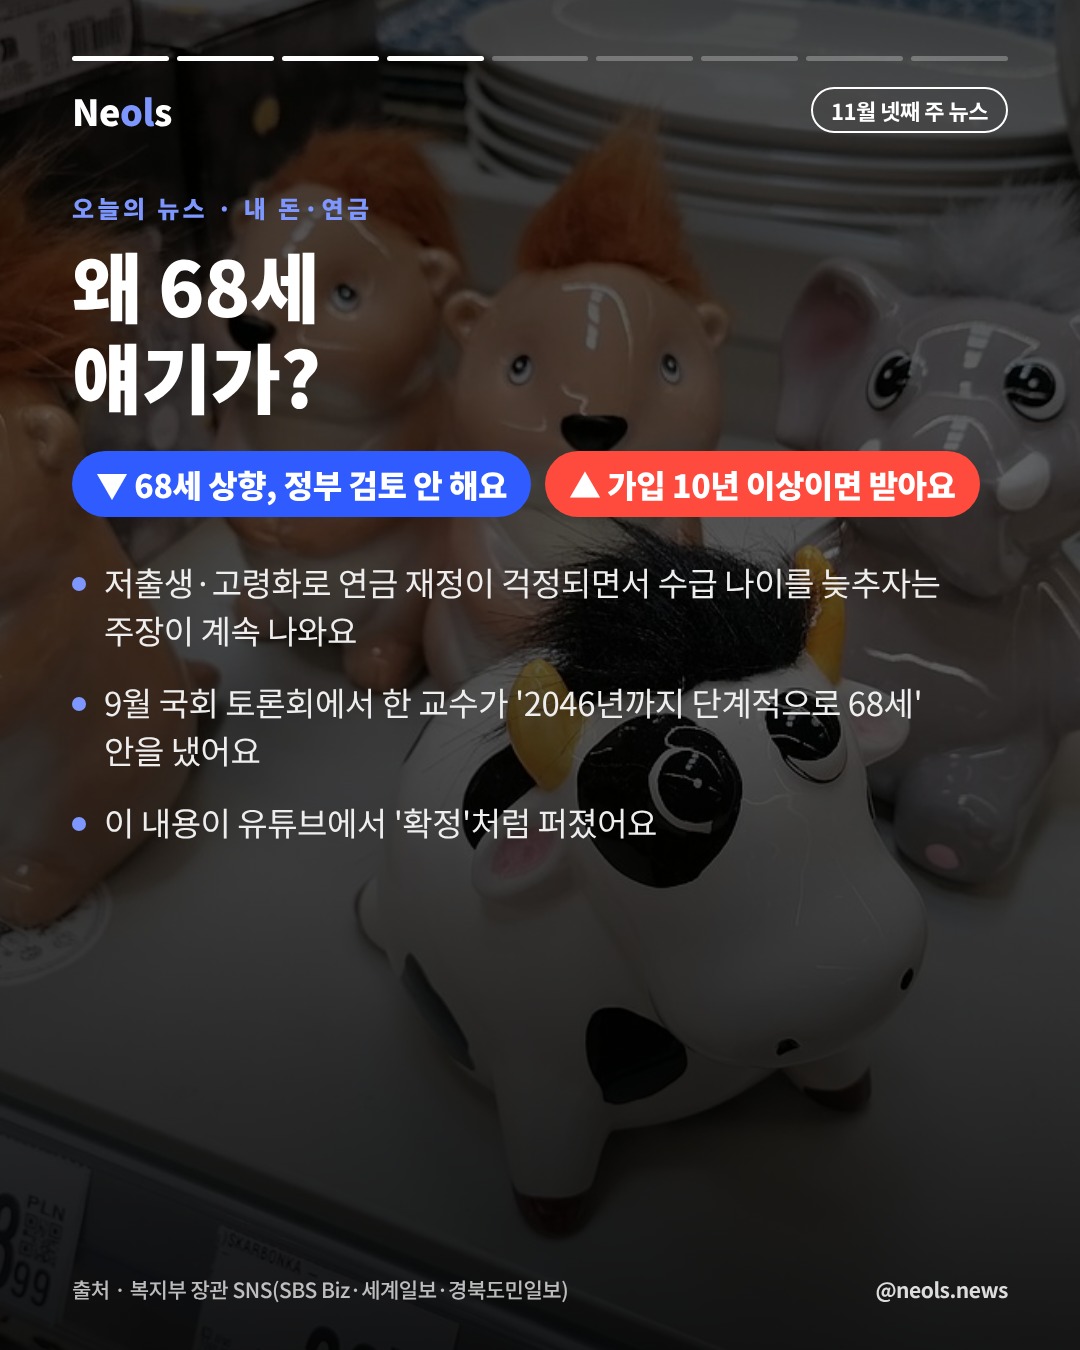 Neols
11월 넷째 주 뉴스
오늘의 뉴스 · 내 돈·연금
왜 68세
얘기가?
▼ 68세 상향, 정부 검토 안 해요
▲ 가입 10년 이상이면 받아요
• 저출생·고령화로 연금 재정이 걱정되면서 수급 나이를 늦추자는
주장이 계속 나와요
• 9월 국회 토론회에서 한 교수가 '2046년까지 단계적으로 68세'
안을 냈어요
• 이 내용이 유튜브에서 '확정'처럼 퍼졌어요
PLN
99
SKARBONKA
출처 · 복지부 장관 SNS(SBS Biz·세계일보·경북도민일보)
@neols.news